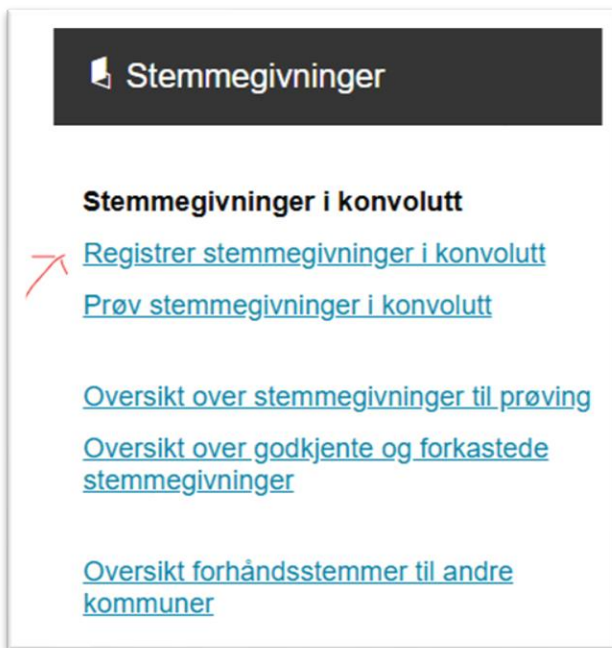 Stemmegivninger
Stemmegivninger i konvolutt
Registrer stemmegivninger i konvolutt
Prøv stemmegivninger i konvolutt
Oversikt over stemmegivninger til prøving
Oversikt over godkjente og forkastede
stemmegivninger
Oversikt forhåndsstemmer til andre
kommuner